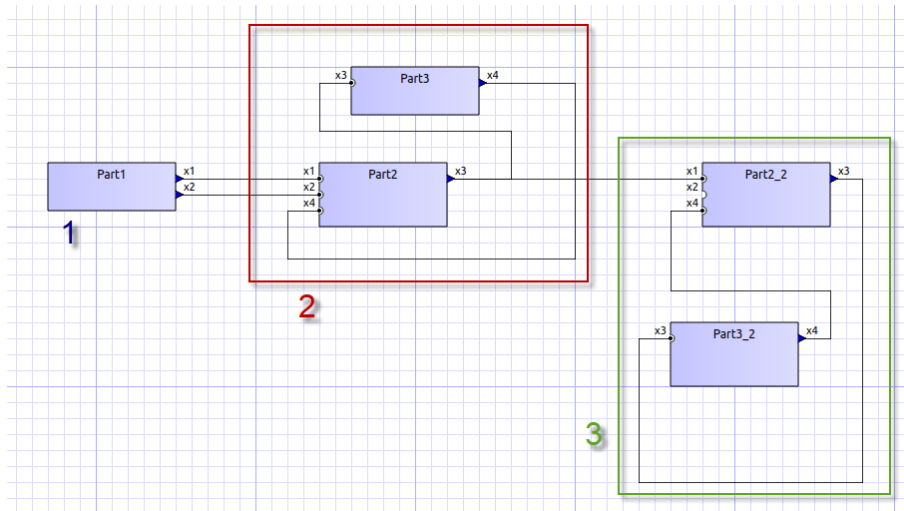 x3 Part3 x4
Part1 x1
x2
x1 Part2 x3
x2
x4
x1 Part2_2 x3
x2
x4
1
2
x3 Part3_2 x4
3